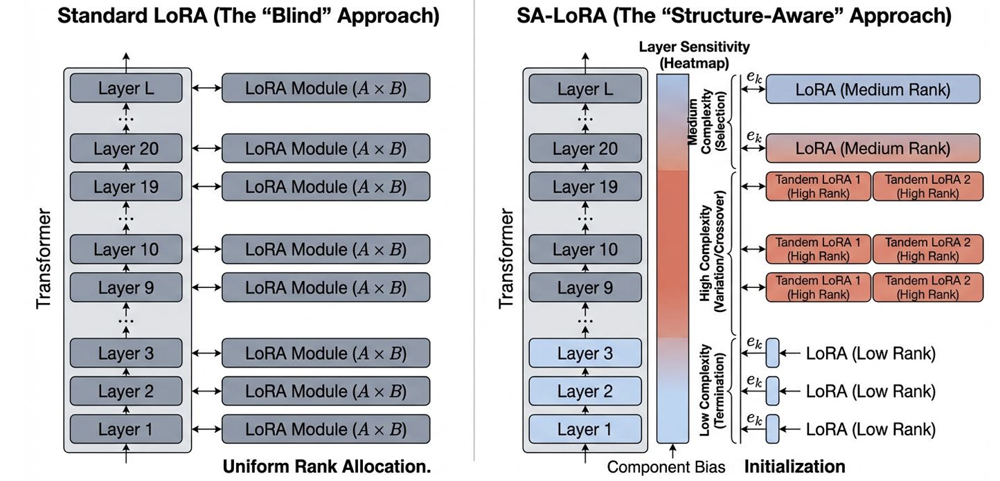 Standard LoRA (The “Blind” Approach)
Transformer
Layer L
LoRA Module (A × B)
...
Layer 20
LoRA Module (A × B)
Layer 19
LoRA Module (A × B)
...
Layer 10
LoRA Module (A × B)
Layer 9
LoRA Module (A × B)
...
Layer 3
LoRA Module (A × B)
Layer 2
LoRA Module (A × B)
Layer 1
LoRA Module (A × B)
Uniform Rank Allocation.
SA-LoRA (The “Structure-Aware” Approach)
Layer Sensitivity
(Heatmap)
Transformer
Layer L
...
Layer 20
Layer 19
...
Layer 10
Layer 9
...
Layer 3
Layer 2
Layer 1
Medium
Complexity
(Selection)
High Complexity
(Variation/Crossover)
Low Complexity
(Termination)
e_k
LoRA (Medium Rank)
e_k
LoRA (Medium Rank)
Tandem LoRA 1
(High Rank)
Tandem LoRA 2
(High Rank)
Tandem LoRA 1
(High Rank)
Tandem LoRA 2
(High Rank)
Tandem LoRA 1
(High Rank)
Tandem LoRA 2
(High Rank)
e_k
LoRA (Low Rank)
e_k
LoRA (Low Rank)
e_k
LoRA (Low Rank)
Component Bias
Initialization